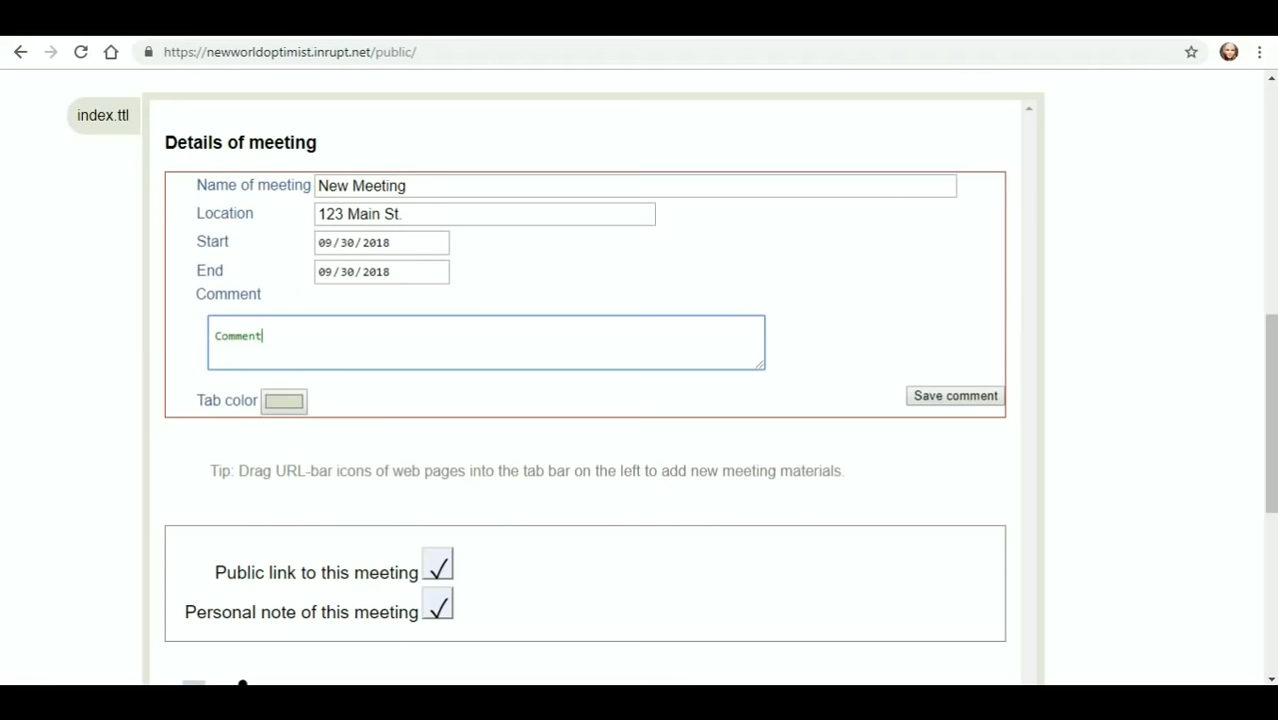 https://newworldoptimist.inrupt.net/public/
index.ttl
Details of meeting
Name of meeting New Meeting
Location 123 Main St.
Start 09/30/2018
End 09/30/2018
Comment
Comment
Tab color
Save comment
Tip: Drag URL-bar icons of web pages into the tab bar on the left to add new meeting materials.
Public link to this meeting ✓
Personal note of this meeting ✓